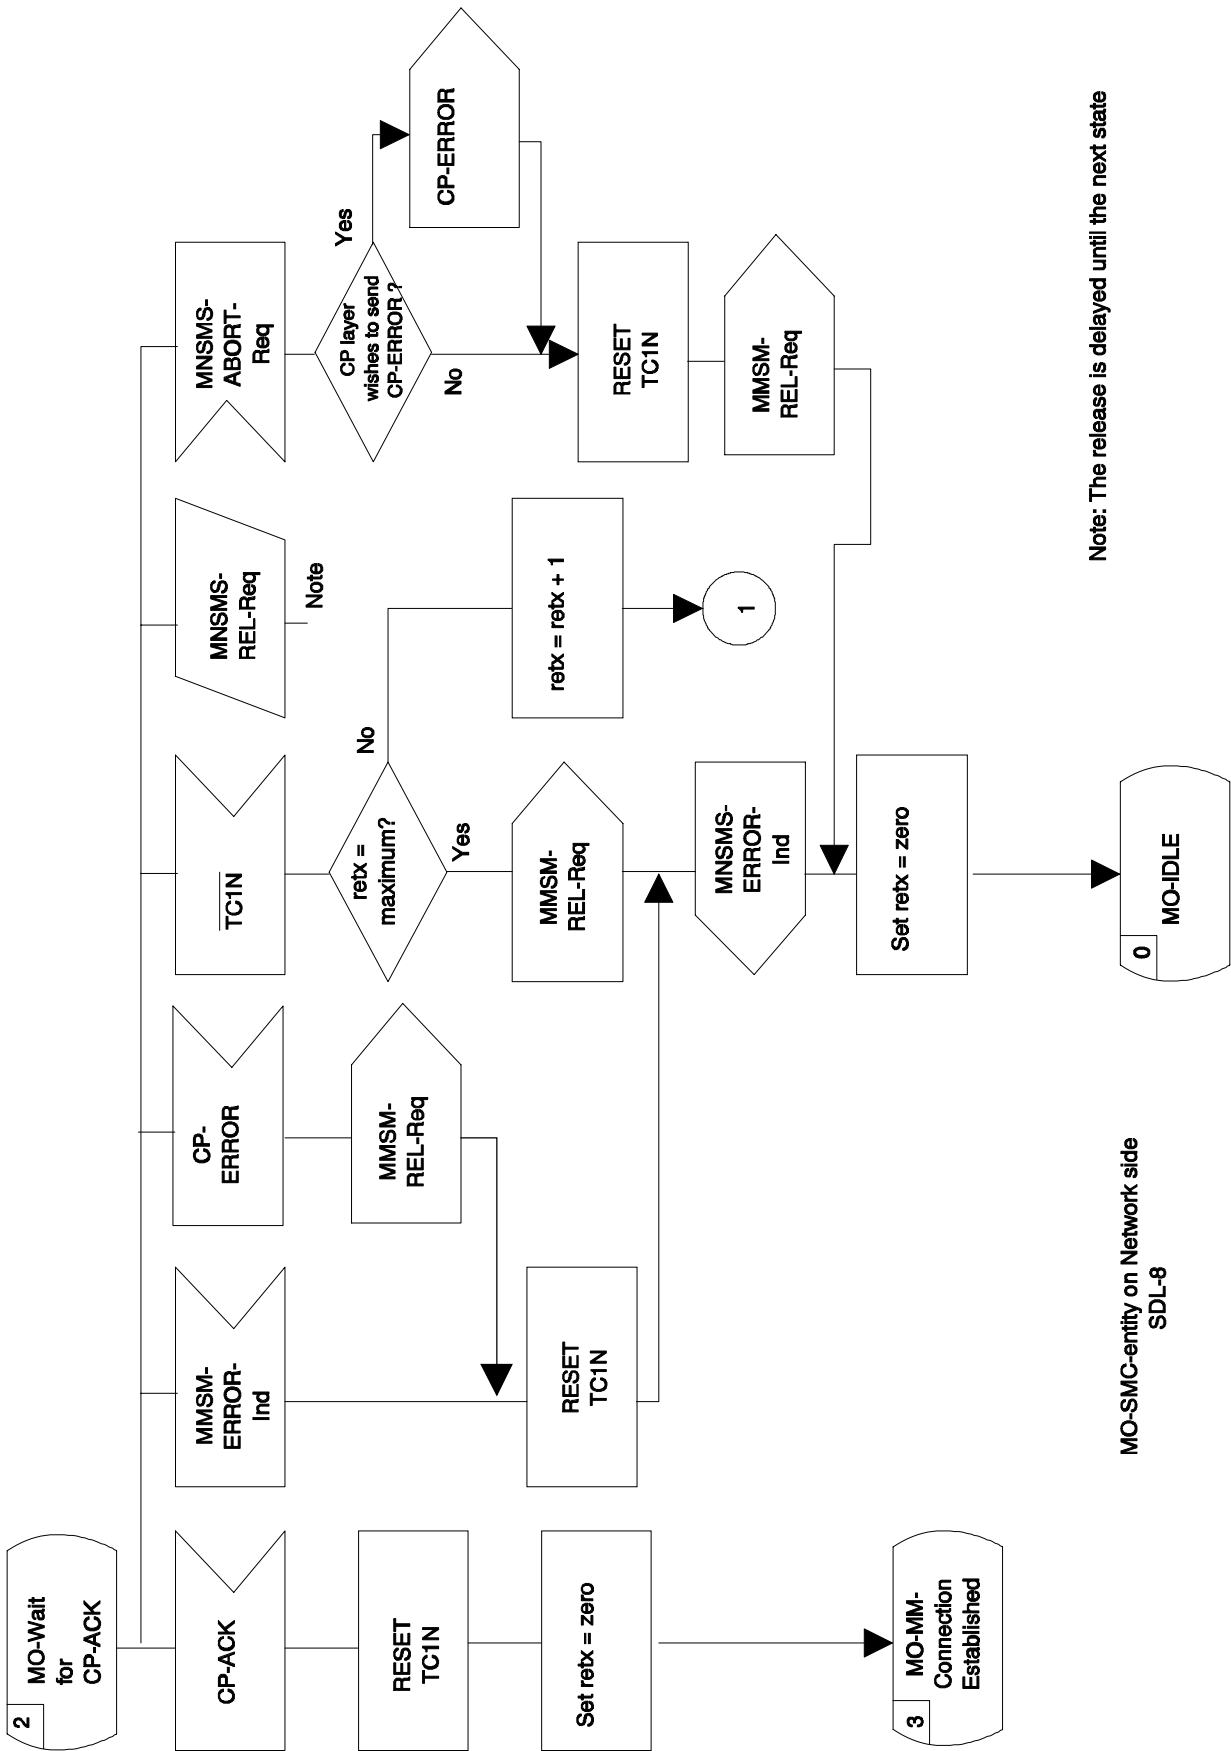 2
MO-Wait
for
CP-ACK
CP-ACK
RESET
TC1N
Set retx = zero
3
MO-MM-
Connection
Established
MMSM-
ERROR-
Ind
RESET
TC1N
CP-
ERROR
MMSM-
REL-Req
TC1N
retx =
maximum?
Yes
No
MMSM-
REL-Req
MNSMS-
ERROR-
Ind
Set retx = zero
0
MO-IDLE
retx = retx + 1
1
MNSMS-
REL-Req
Note
MNSMS-
ABORT-
Req
CP layer
wishes to send
CP-ERROR ?
Yes
No
CP-ERROR
RESET
TC1N
MMSM-
REL-Req
Note: The release is delayed until the next state
MO-SMC-entity on Network side
SDL-8